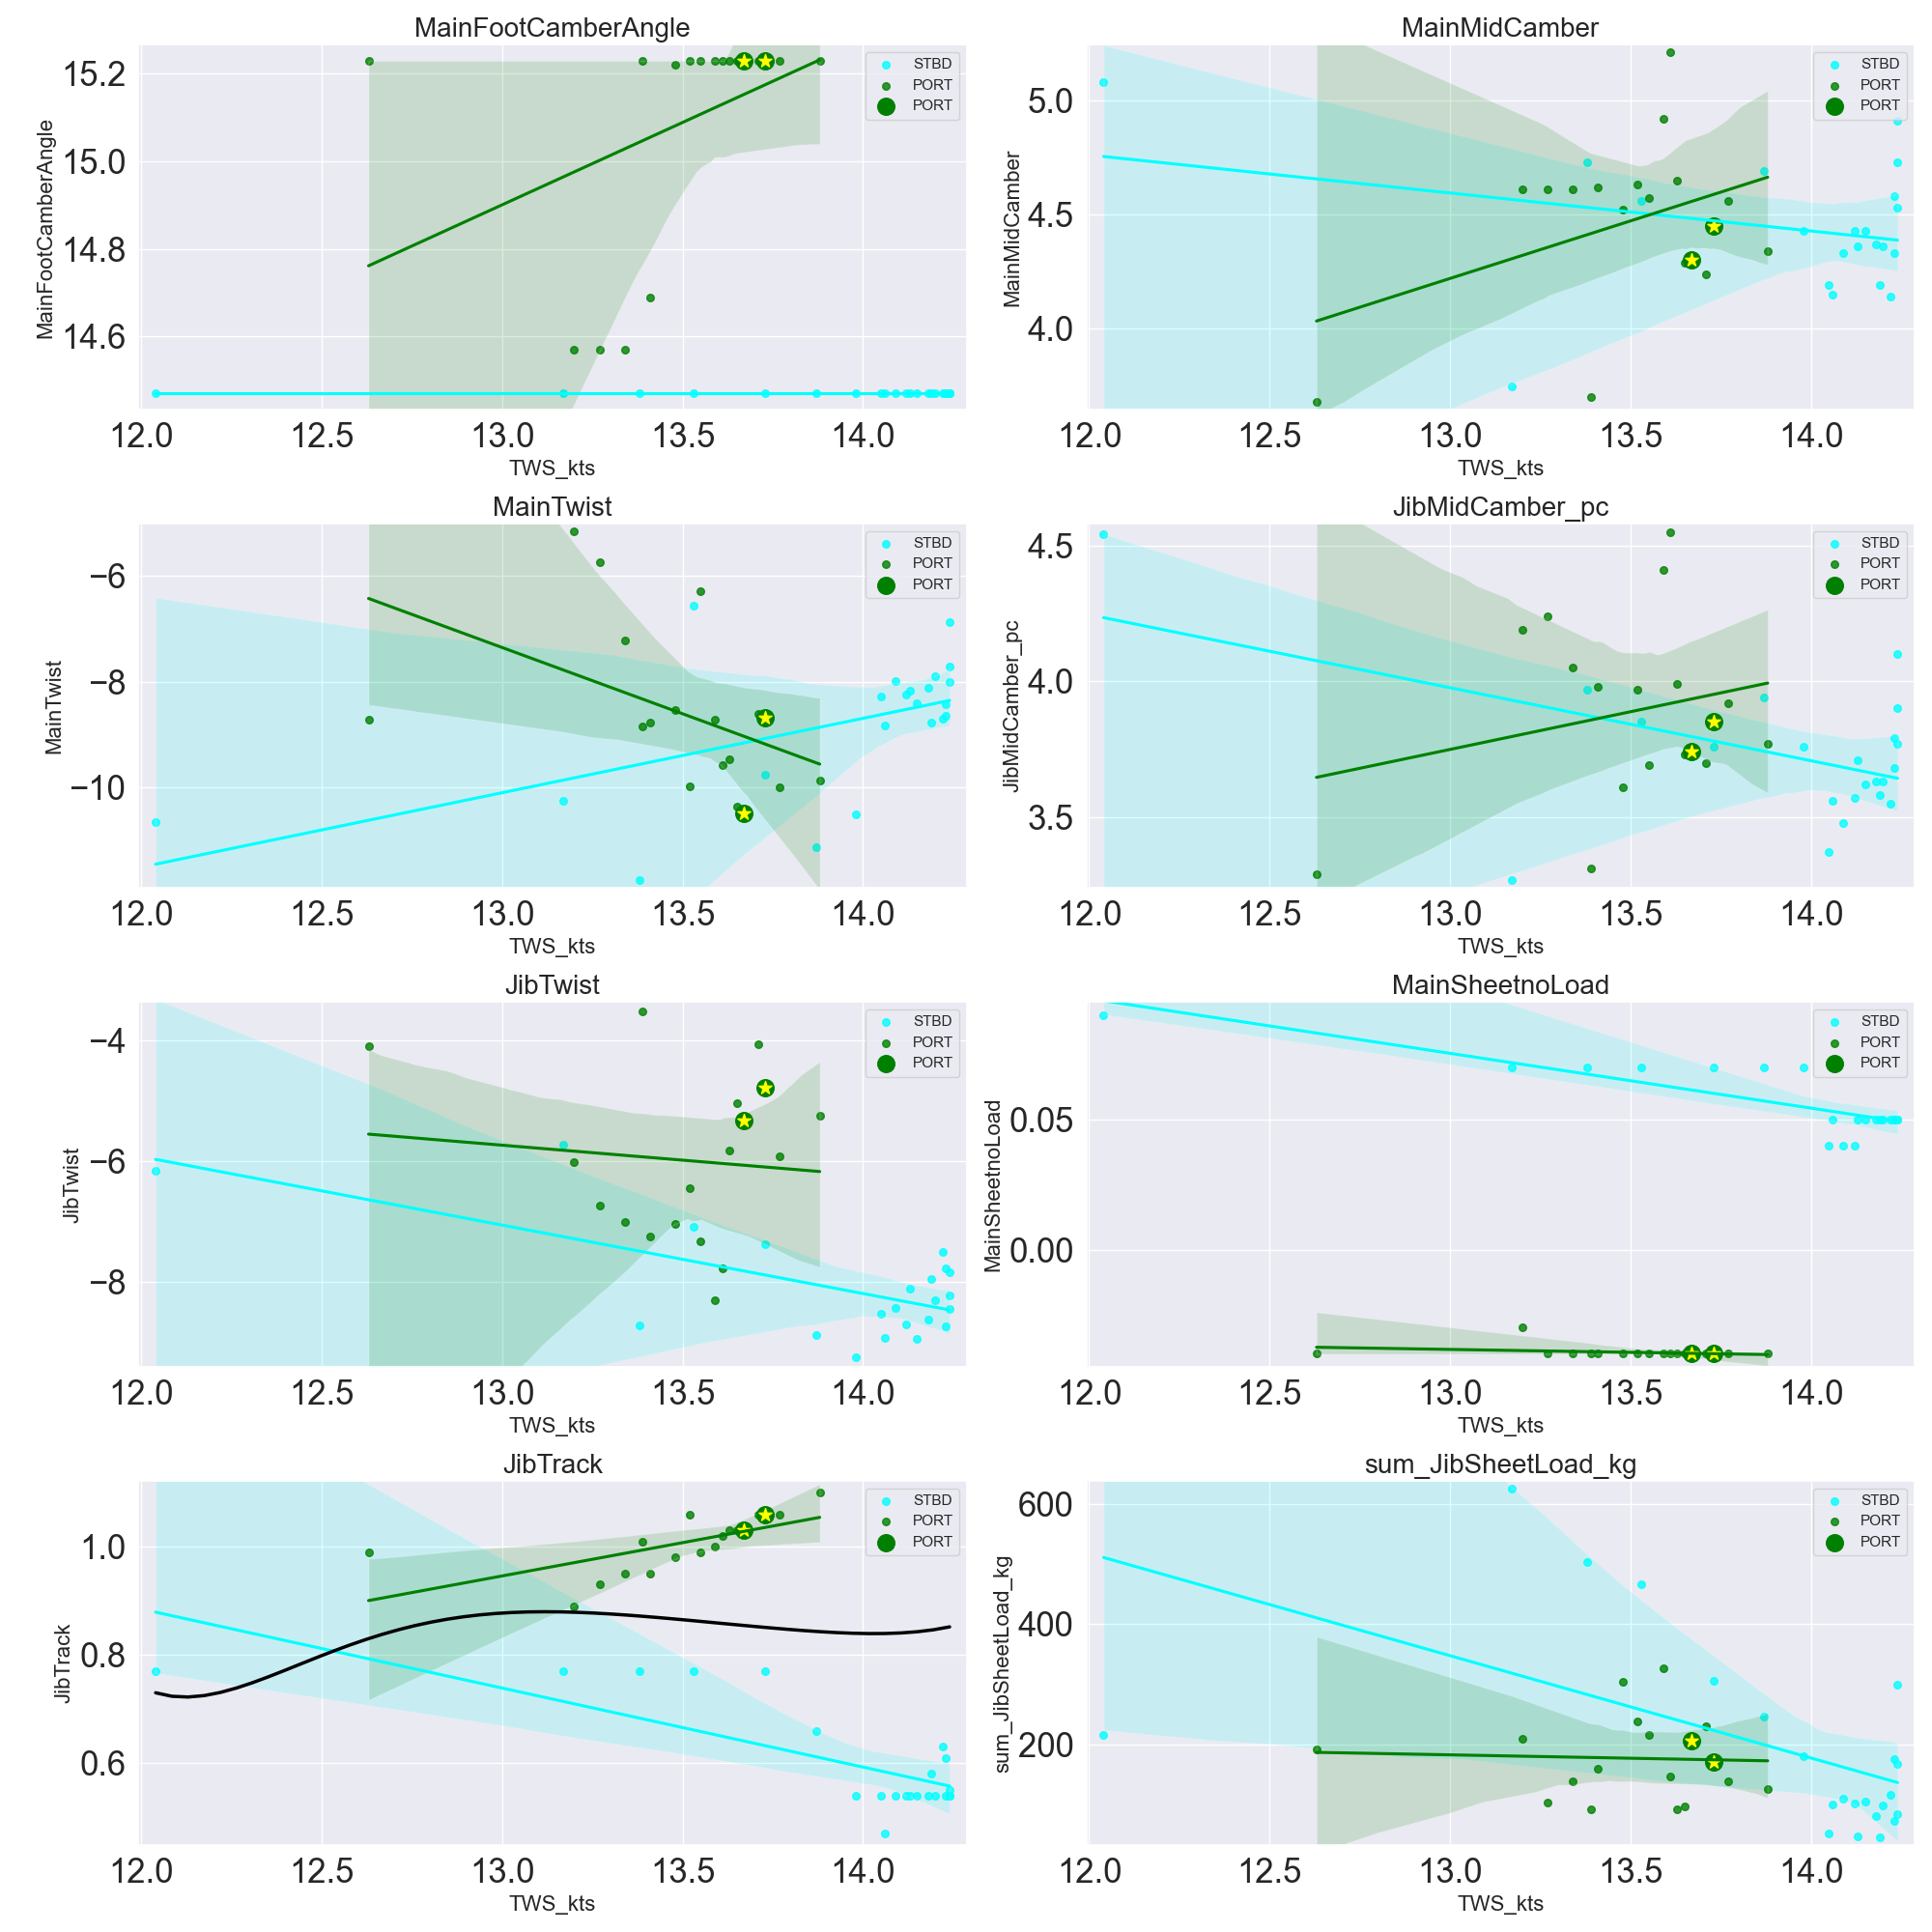 MainFootCamberAngle
MainFootCamberAngle
15.2
15.0
14.8
14.6
12.0 12.5 13.0 13.5 14.0
TWS_kts
STBD
PORT
PORT
MainMidCamber
MainMidCamber
5.0
4.5
4.0
12.0 12.5 13.0 13.5 14.0
TWS_kts
STBD
PORT
PORT
MainTwist
MainTwist
−6
−8
−10
12.0 12.5 13.0 13.5 14.0
TWS_kts
STBD
PORT
PORT
JibMidCamber_pc
JibMidCamber_pc
4.5
4.0
3.5
12.0 12.5 13.0 13.5 14.0
TWS_kts
STBD
PORT
PORT
JibTwist
JibTwist
−4
−6
−8
12.0 12.5 13.0 13.5 14.0
TWS_kts
STBD
PORT
PORT
MainSheetnoLoad
MainSheetnoLoad
0.05
0.00
12.0 12.5 13.0 13.5 14.0
TWS_kts
STBD
PORT
PORT
JibTrack
JibTrack
1.0
0.8
0.6
12.0 12.5 13.0 13.5 14.0
TWS_kts
STBD
PORT
PORT
sum_JibSheetLoad_kg
sum_JibSheetLoad_kg
600
400
200
12.0 12.5 13.0 13.5 14.0
TWS_kts
STBD
PORT
PORT